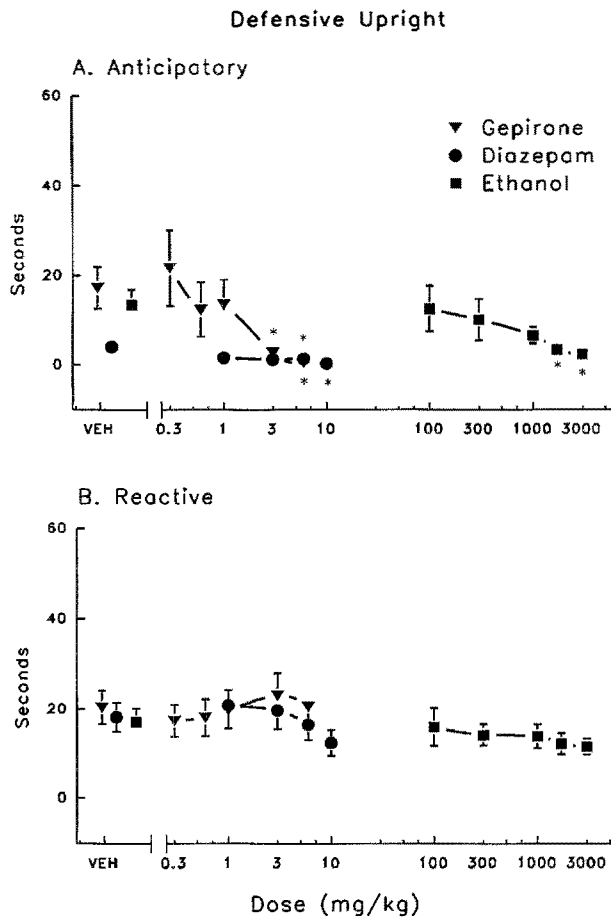 Defensive Upright
A. Anticipatory
60
40
20
0
Seconds
Gepirone
Diazepam
Ethanol
* *
* *
* *
VEH 0.3 1 3 10 100 300 1000 3000
B. Reactive
60
40
20
0
Seconds
VEH 0.3 1 3 10 100 300 1000 3000
Dose (mg/kg)